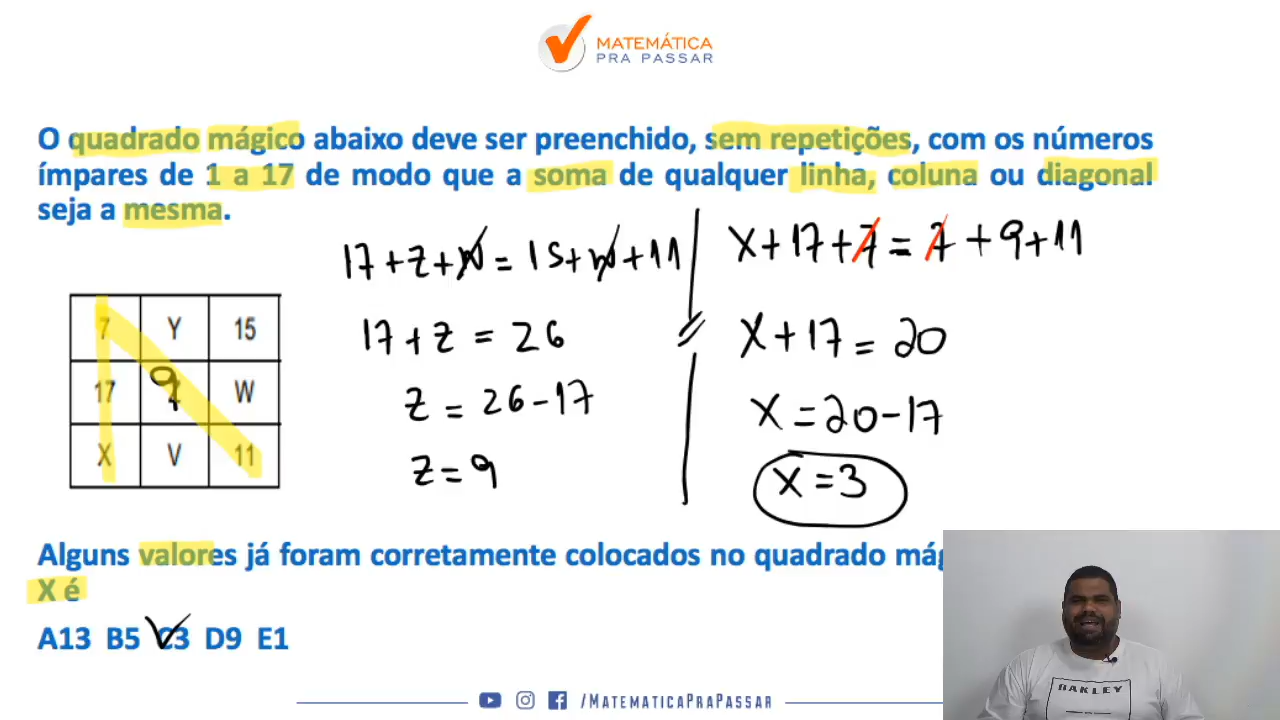 MATEMÁTICA
PRA PASSAR
O quadrado mágico abaixo deve ser preenchido, sem repetições, com os números
ímpares de 1 a 17 de modo que a soma de qualquer linha, coluna ou diagonal
seja a mesma.
7 Y 15
17 9 W
X V 11
17+z+w=15+w+11
17+z=26
z=26-17
z=9
x+17+7=7+9+11
x+17=20
x=20-17
x=3
Alguns valores já foram corretamente colocados no quadrado
X é
A13 B5 C3 D9 E1
OAKLEY
/MATEMATICAPRAPASSAR